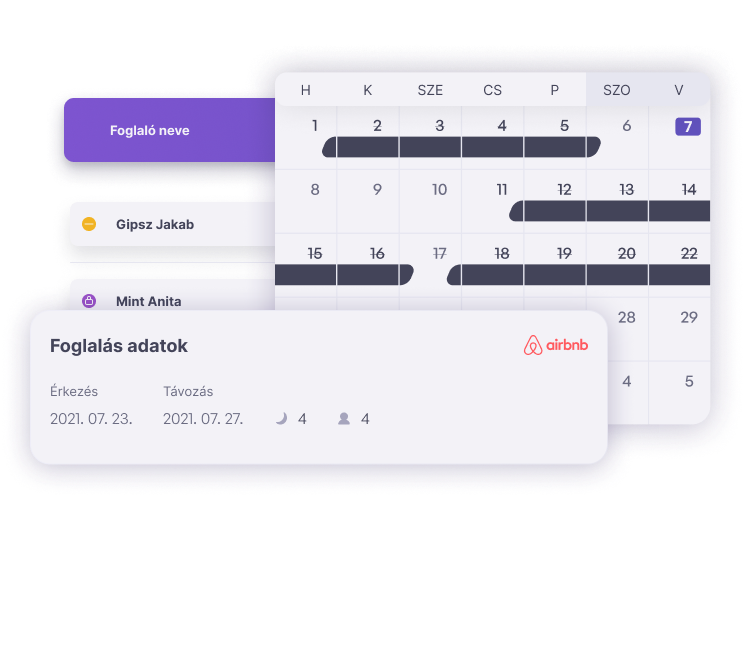 H K SZE CS P SZO V
Foglaló neve
1 2 3 4 5 6 7
8 9 10 11 12 13 14
Gipsz Jakab
15 16 17 18 19 20 22
Mint Anita
28 29
Foglalás adatok
airbnb
4 5
Érkezés Távozás
2021. 07. 23. 2021. 07. 27. 4 4